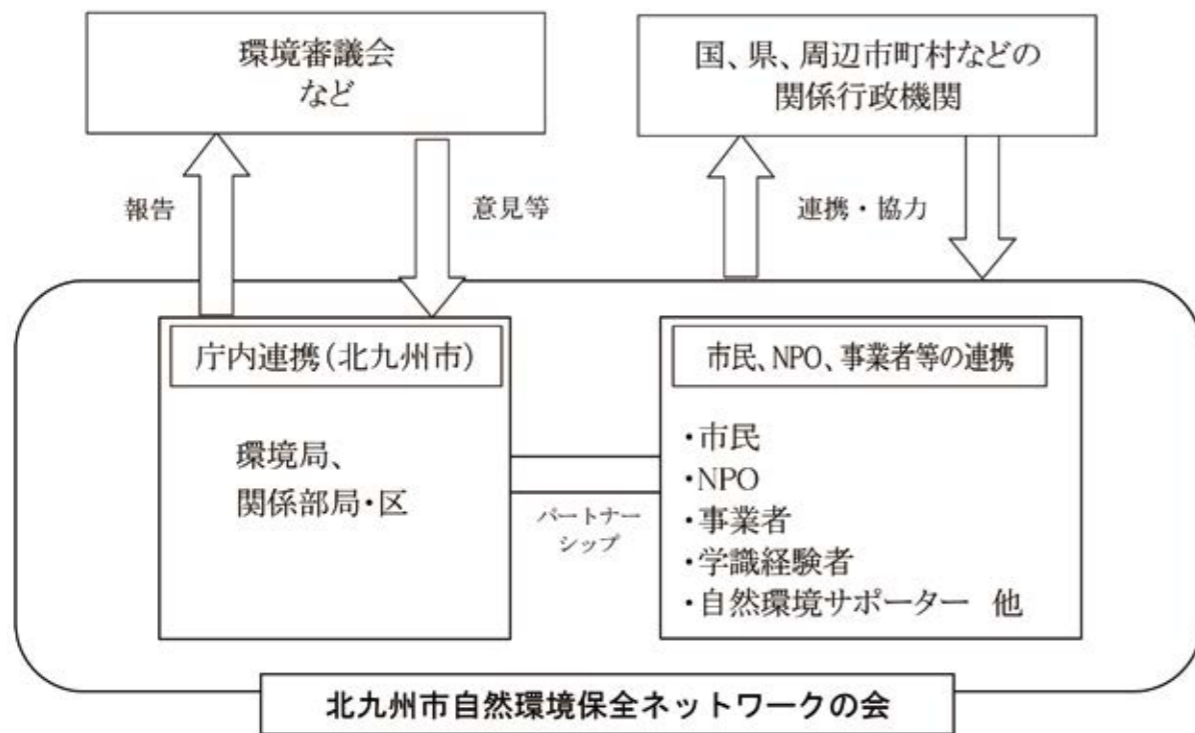 環境審議会
など
国、県、周辺市町村などの
関係行政機関
報告
意見等
連携・協力
庁内連携(北九州市)
環境局、
関係部局・区
パートナー
シップ
市民、NPO、事業者等の連携
・市民
・NPO
・事業者
・学識経験者
・自然環境サポーター 他
北九州市自然環境保全ネットワークの会